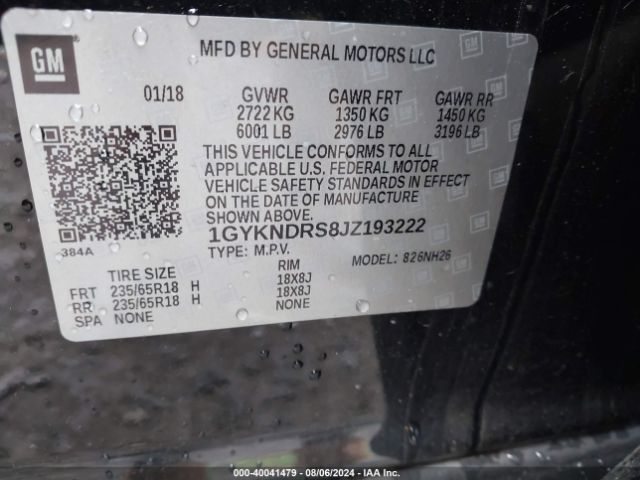 GM
MFD BY GENERAL MOTORS LLC
01/18 GVWR GAWR FRT GAWR RR
2722 KG 1350 KG 1450 KG
6001 LB 2976 LB 3196 LB
THIS VEHICLE CONFORMS TO ALL
APPLICABLE U.S. FEDERAL MOTOR
VEHICLE SAFETY STANDARDS IN EFFECT
ON THE DATE OF MANUFACTURE
SHOWN ABOVE.
1GYKNDRS8JZ193222
384A
TYPE: M.P.V. MODEL: 826NH26
TIRE SIZE RIM
FRT 235/65R18 H 18X8J
RR 235/65R18 H 18X8J
SPA NONE NONE
© - 40041479 - 08/06/2024 - IAA Inc.